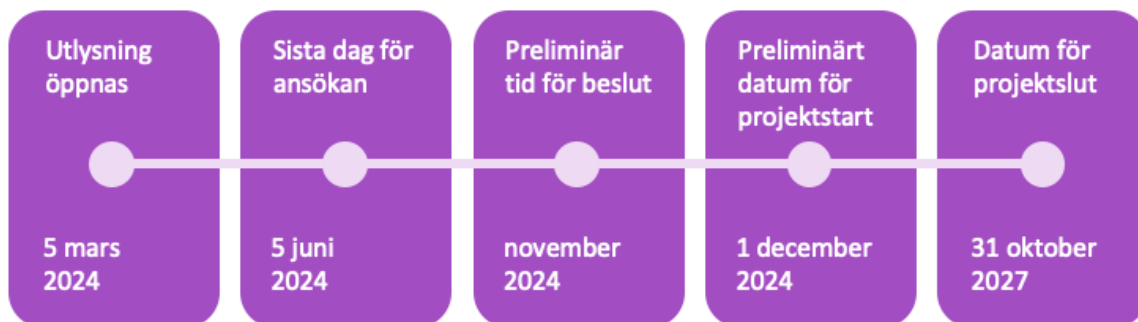 Utlysning
öppnas
5 mars
2024
Sista dag för
ansökan
5 juni
2024
Preliminär
tid för beslut
november
2024
Preliminärt
datum för
projektstart
1 december
2024
Datum för
projektslut
31 oktober
2027